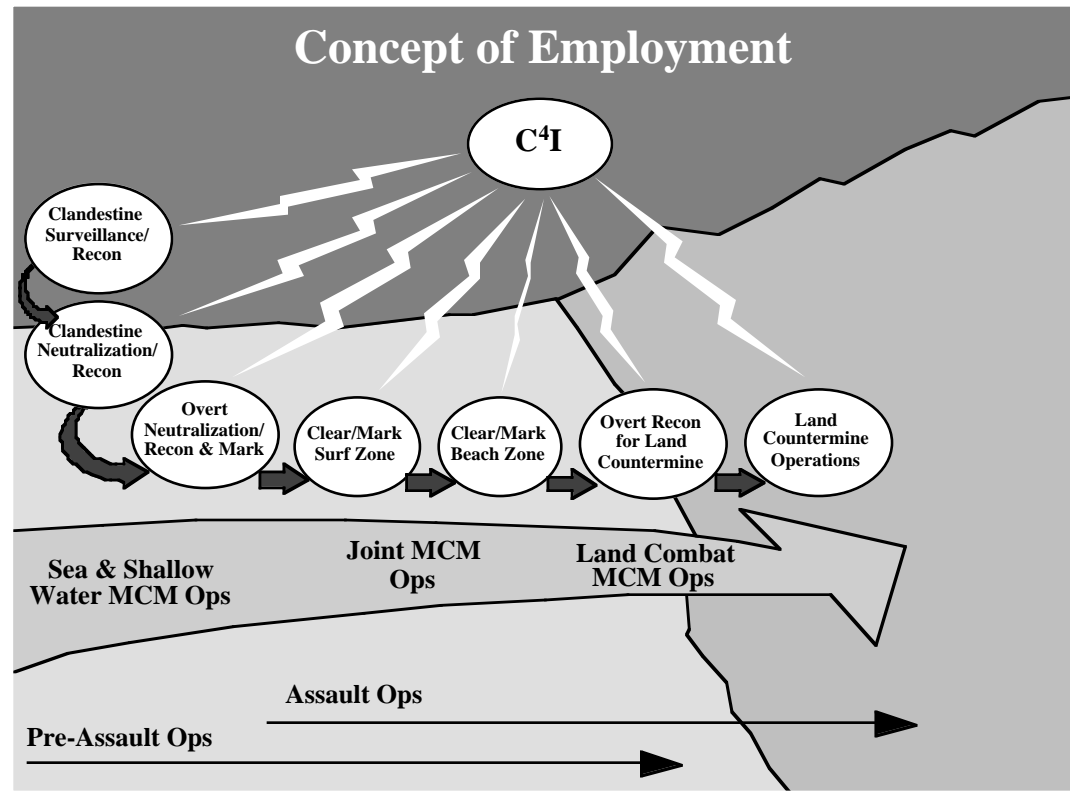 Concept of Employment
C⁴I
Clandestine
Surveillance/
Recon
Clandestine
Neutralization/
Recon
Overt
Neutralization/
Recon & Mark
Clear/Mark
Surf Zone
Clear/Mark
Beach Zone
Overt Recon
for Land
Countermine
Land
Countermine
Operations
Sea & Shallow
Water MCM Ops
Joint MCM
Ops
Land Combat
MCM Ops
Assault Ops
Pre-Assault Ops